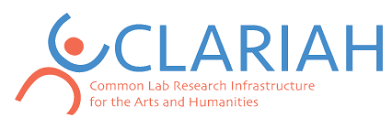 CLARIAH
Common Lab Research Infrastructure
for the Arts and Humanities